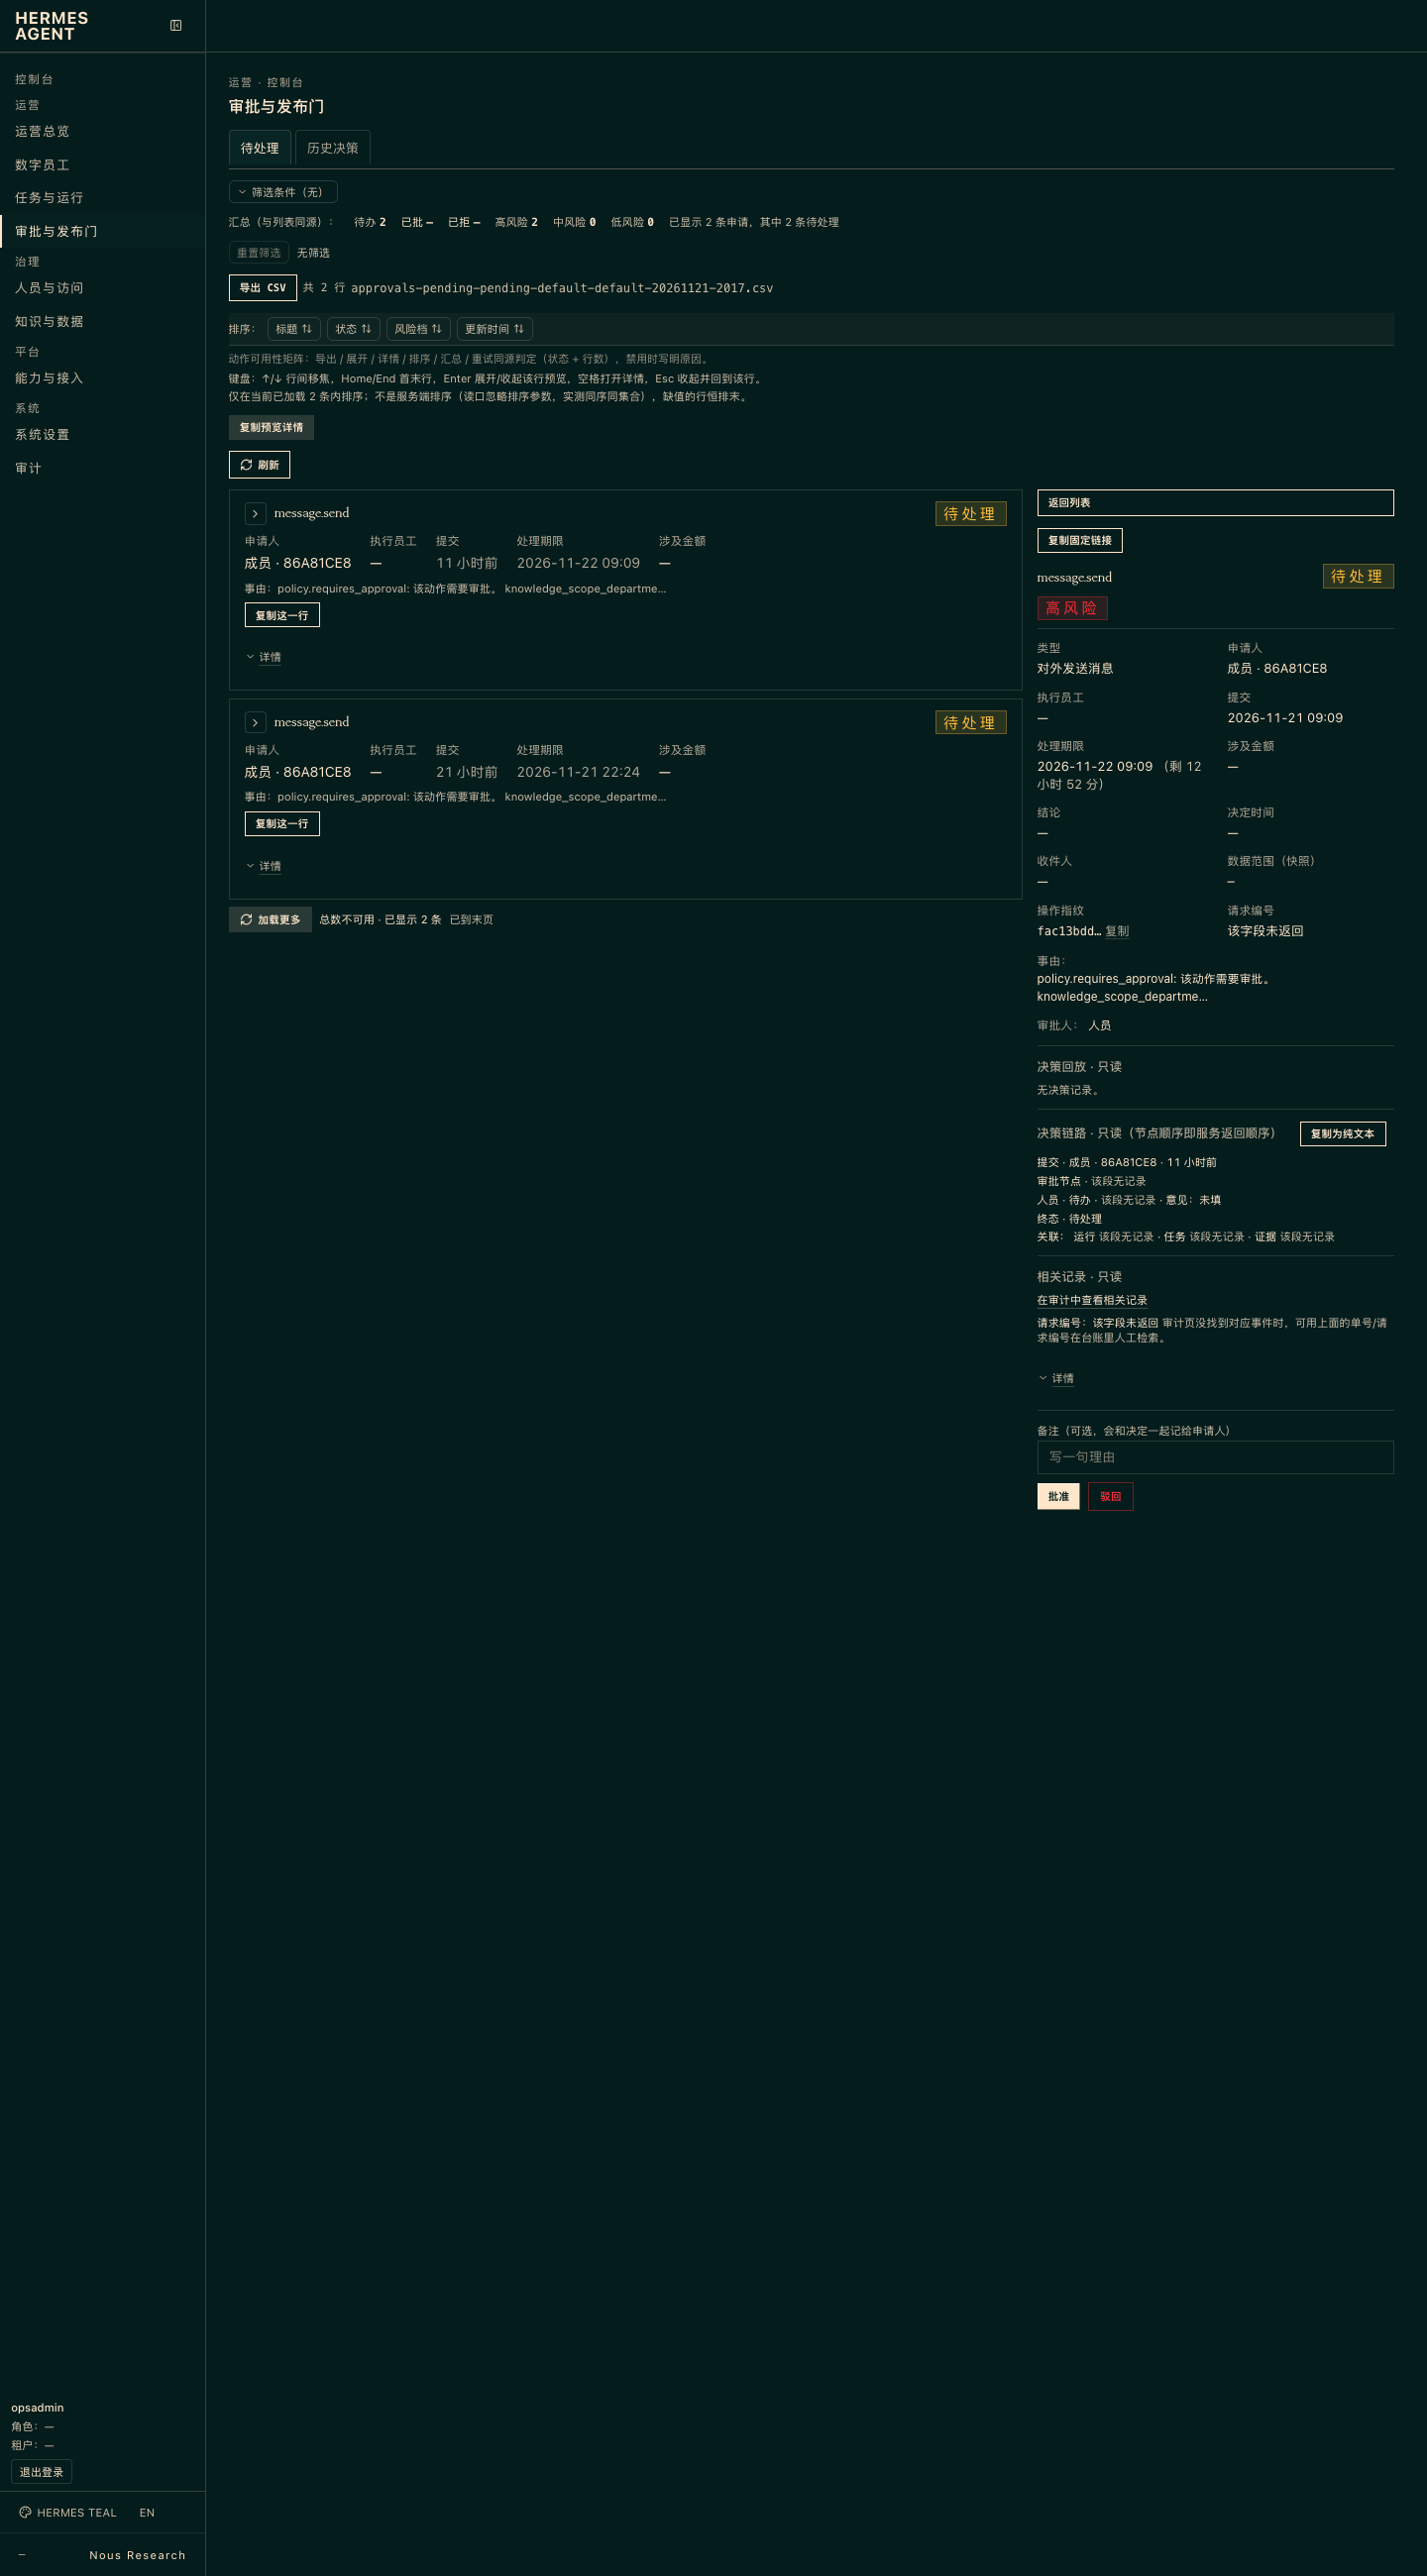 HERMES
AGENT
控制台
运营
运营总览
数字员工
任务与运行
审批与发布门
治理
人员与访问
知识与数据
平台
能力与接入
系统
系统设置
审计
opsadmin
角色：—
租户：—
退出登录
HERMES TEAL EN
— Nous Research
运营 · 控制台
审批与发布门
待处理 历史决策
筛选条件（无）
汇总（与列表同源）： 待办 2 已批 — 已拒 — 高风险 2 中风险 0 低风险 0 已显示 2 条申请，其中 2 条待处理
重置筛选 无筛选
导出 CSV 共 2 行 approvals-pending-pending-default-default-20261121-2017.csv
排序： 标题 ⇅ 状态 ⇅ 风险档 ⇅ 更新时间 ⇅
动作可用性矩阵：导出 / 展开 / 详情 / 排序 / 汇总 / 重试同源判定（状态 + 行数），禁用时写明原因。
键盘：↑/↓ 行间移焦，Home/End 首末行，Enter 展开/收起该行预览，空格打开详情，Esc 收起并回到该行。
仅在当前已加载 2 条内排序；不是服务端排序（读口忽略排序参数，实测同序同集合），缺值的行恒排末。
复制预览详情
刷新
message.send 待处理
申请人 执行员工 提交 处理期限 涉及金额
成员 · 86A81CE8 — 11 小时前 2026-11-22 09:09 —
事由：policy.requires_approval: 该动作需要审批。 knowledge_scope_departme…
复制这一行
详情
message.send 待处理
申请人 执行员工 提交 处理期限 涉及金额
成员 · 86A81CE8 — 21 小时前 2026-11-21 22:24 —
事由：policy.requires_approval: 该动作需要审批。 knowledge_scope_departme…
复制这一行
详情
加载更多 总数不可用 · 已显示 2 条 已到末页
返回列表
复制固定链接
message.send 待处理
高风险
类型 申请人
对外发送消息 成员 · 86A81CE8
执行员工 提交
— 2026-11-21 09:09
处理期限 涉及金额
2026-11-22 09:09 （剩 12 —
小时 52 分）
结论 决定时间
— —
收件人 数据范围（快照）
— —
操作指纹 请求编号
fac13bdd… 复制 该字段未返回
事由：
policy.requires_approval: 该动作需要审批。
knowledge_scope_departme…
审批人： 人员
决策回放 · 只读
无决策记录。
决策链路 · 只读（节点顺序即服务返回顺序） 复制为纯文本
提交 · 成员 · 86A81CE8 · 11 小时前
审批节点 · 该段无记录
人员 · 待办 · 该段无记录 · 意见：未填
终态 · 待处理
关联： 运行 该段无记录 · 任务 该段无记录 · 证据 该段无记录
相关记录 · 只读
在审计中查看相关记录
请求编号：该字段未返回 审计页没找到对应事件时，可用上面的单号/请
求编号在台账里人工检索。
详情
备注（可选，会和决定一起记给申请人）
写一句理由
批准 驳回